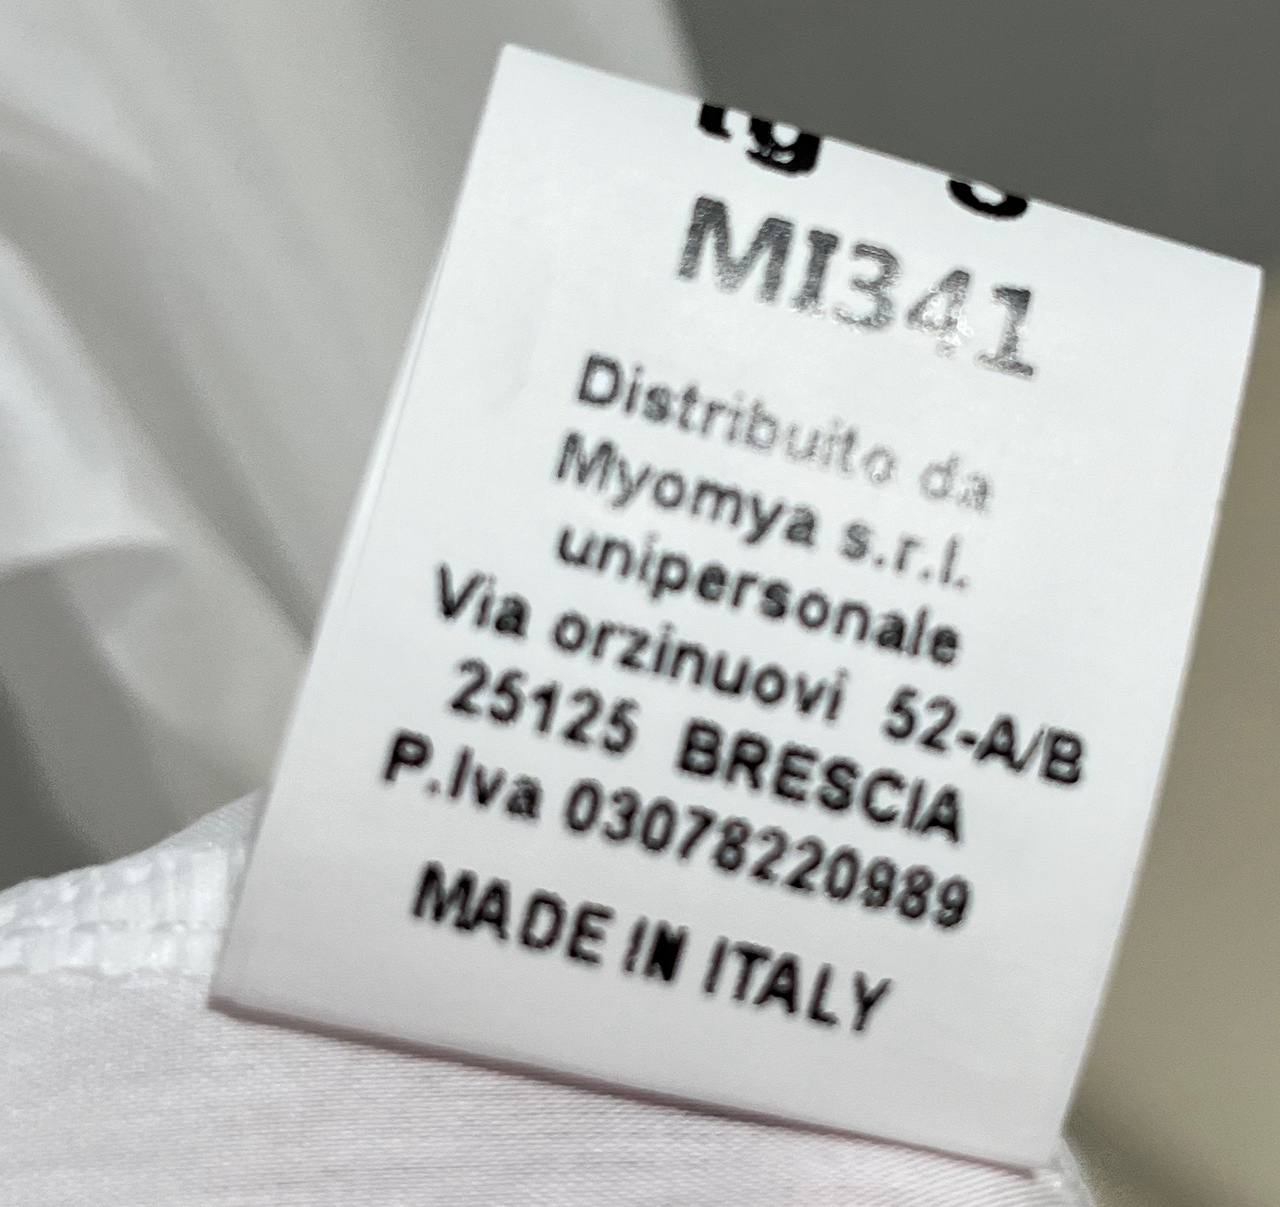 MI341
Distribuito da
Myomya s.r.l.
unipersonale
Via orzinuovi 52-A/B
25125 BRESCIA
P.Iva 03078220989
MADE IN ITALY